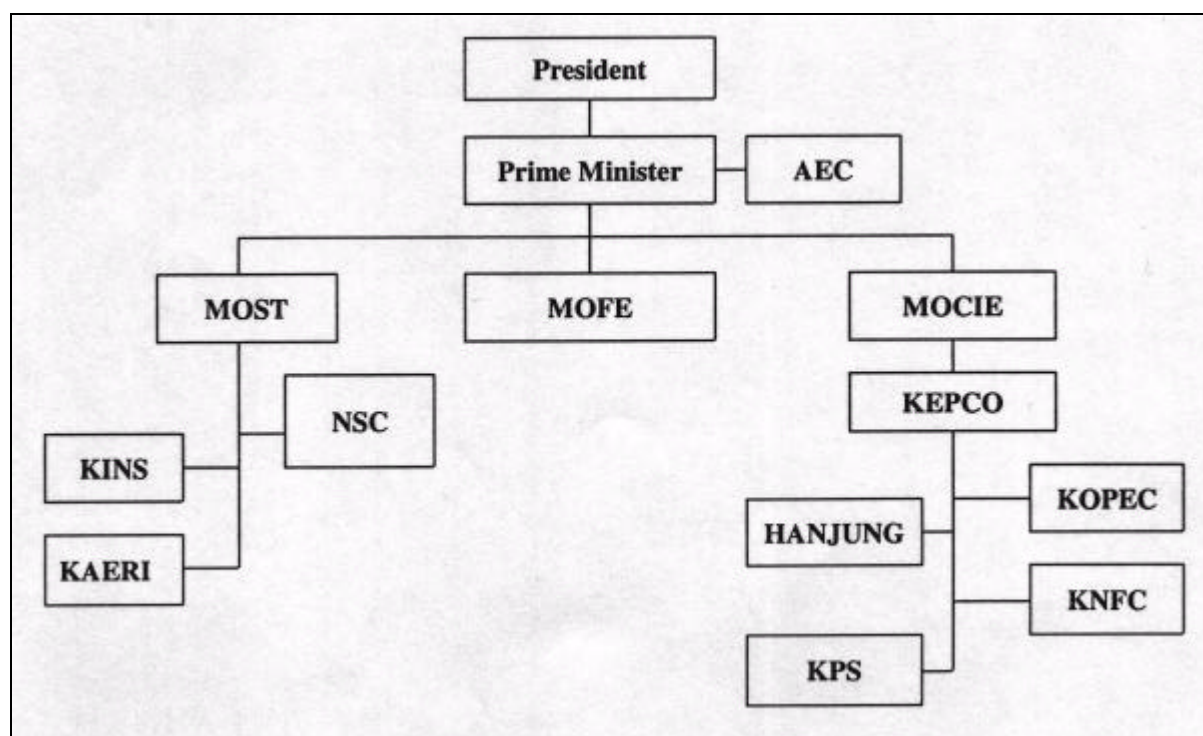 President
Prime Minister
AEC
MOST
MOFE
MOCIE
NSC
KEPCO
KINS
KOPEC
HANJUNG
KAERI
KNFC
KPS